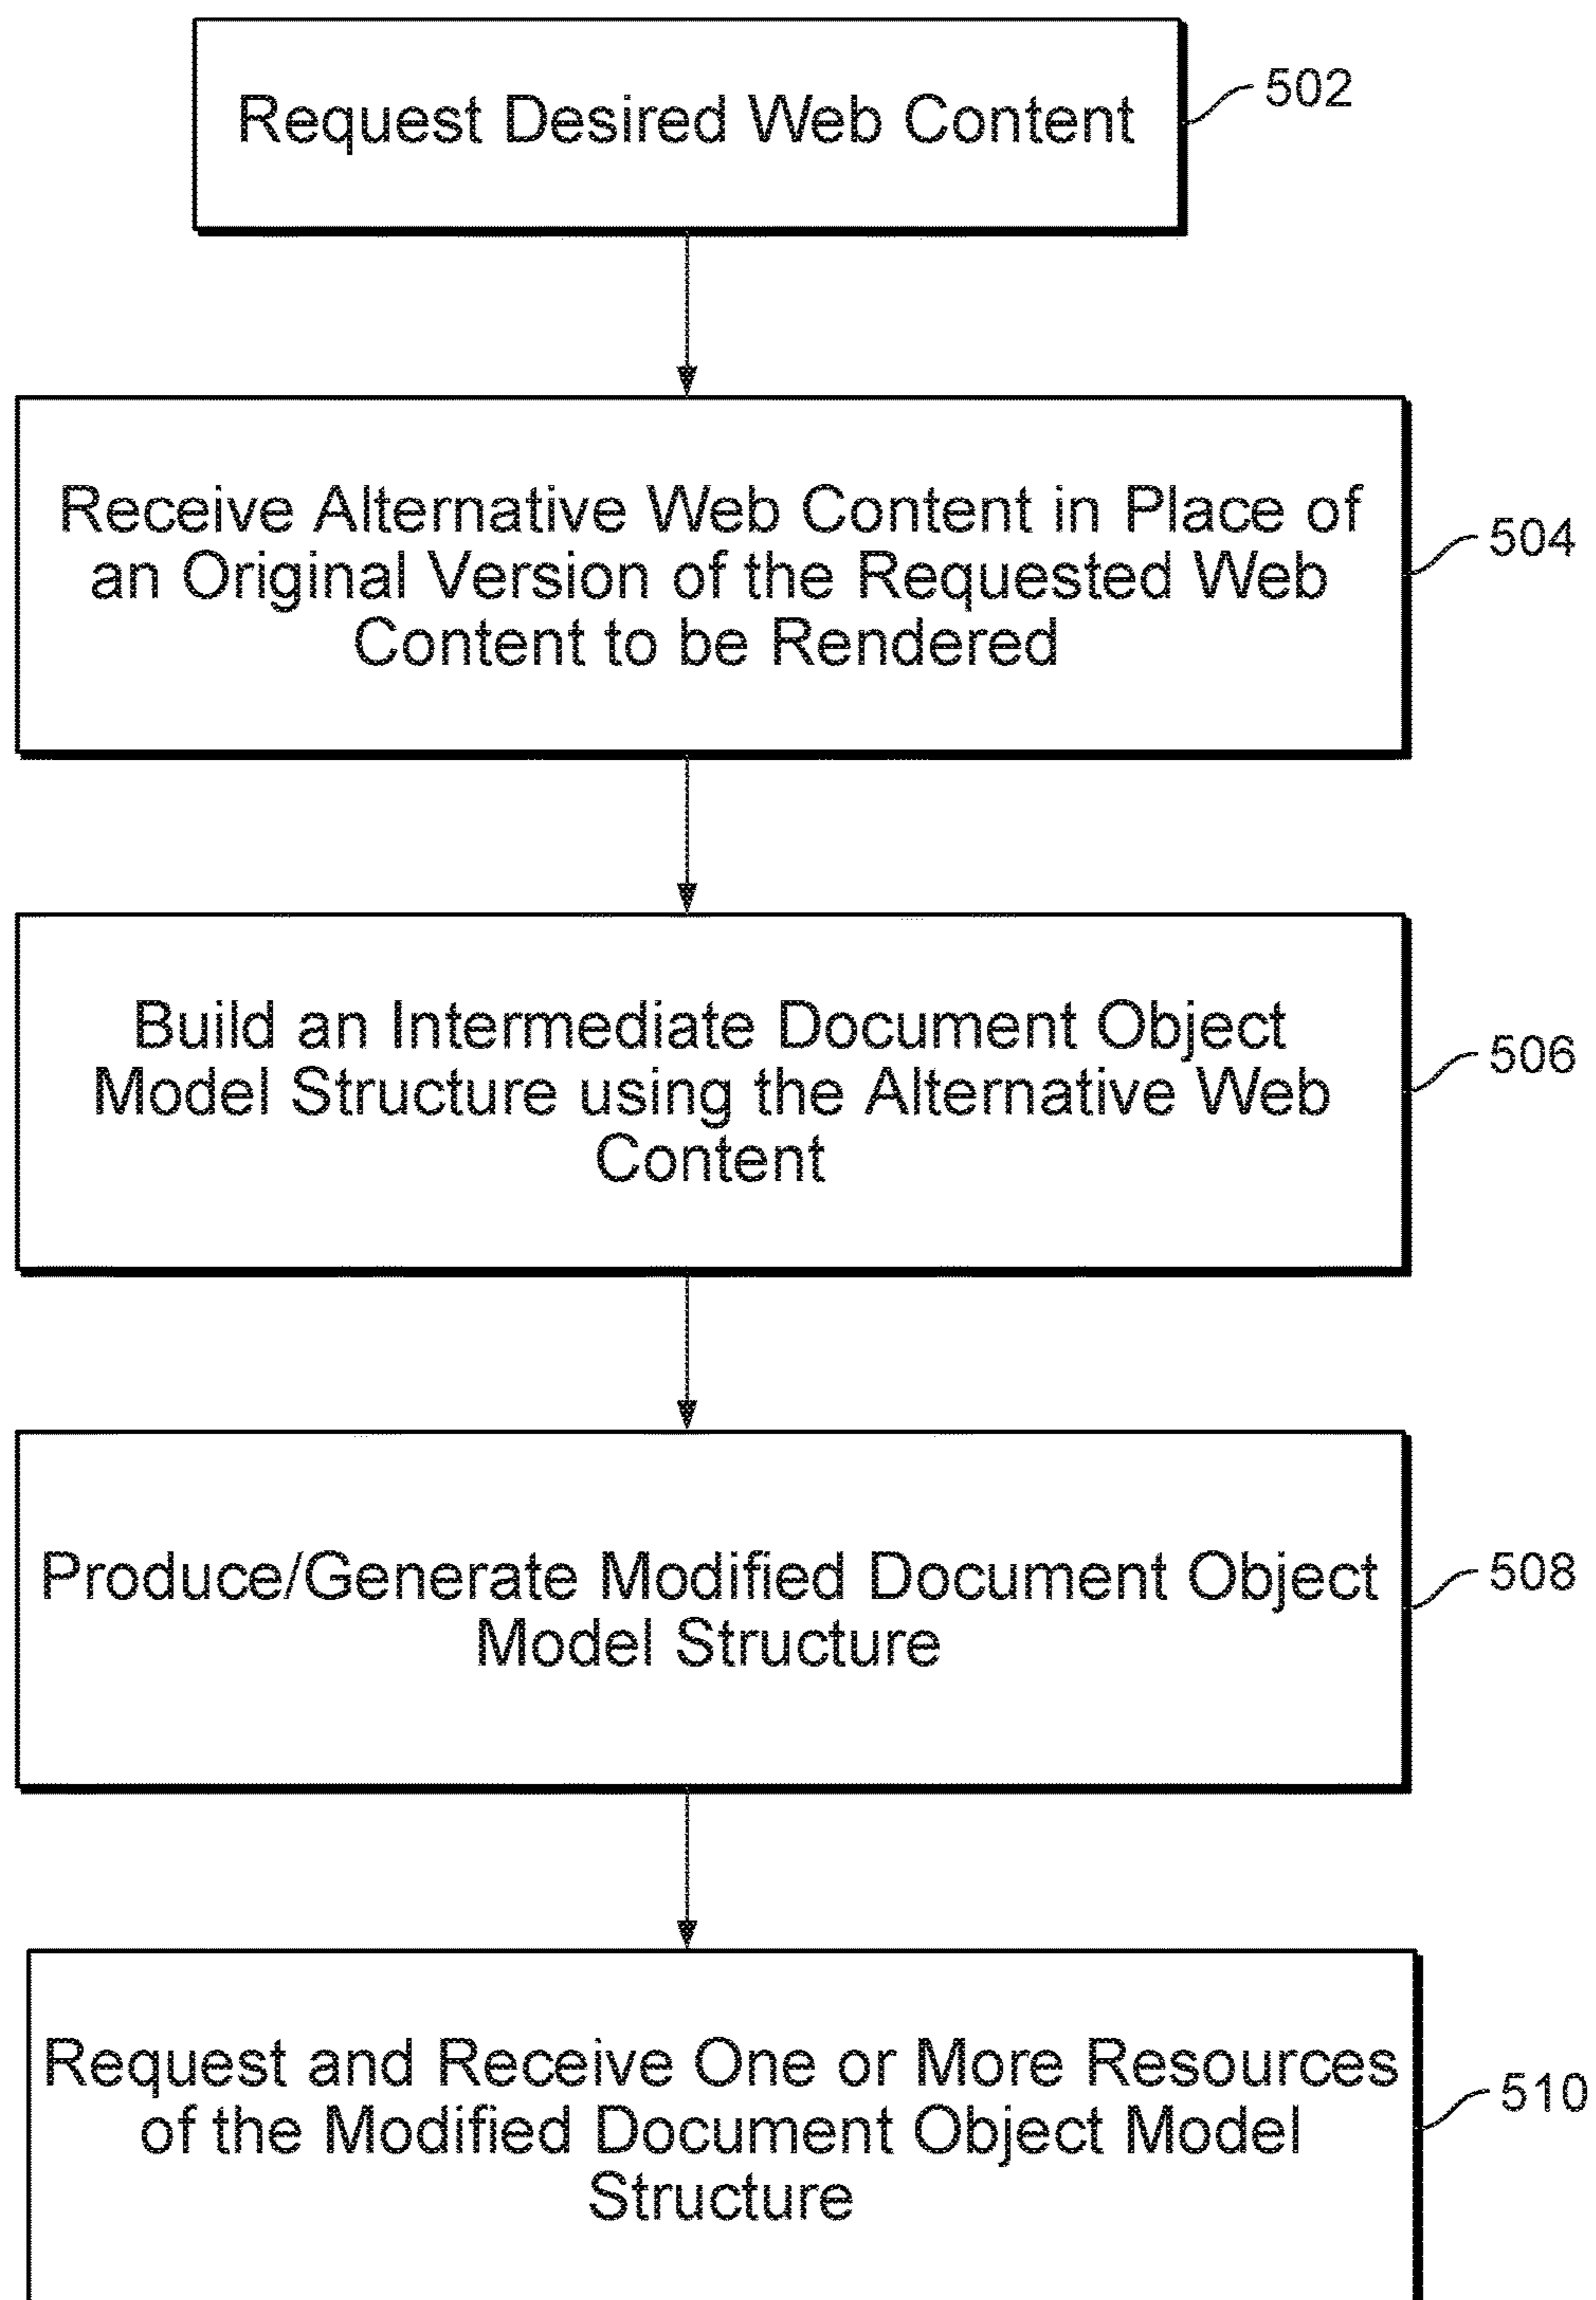 Request Desired Web Content
502
Receive Alternative Web Content in Place of
an Original Version of the Requested Web
Content to be Rendered
504
Build an Intermediate Document Object
Model Structure using the Alternative Web
Content
506
Produce/Generate Modified Document Object
Model Structure
508
Request and Receive One or More Resources
of the Modified Document Object Model
Structure
510